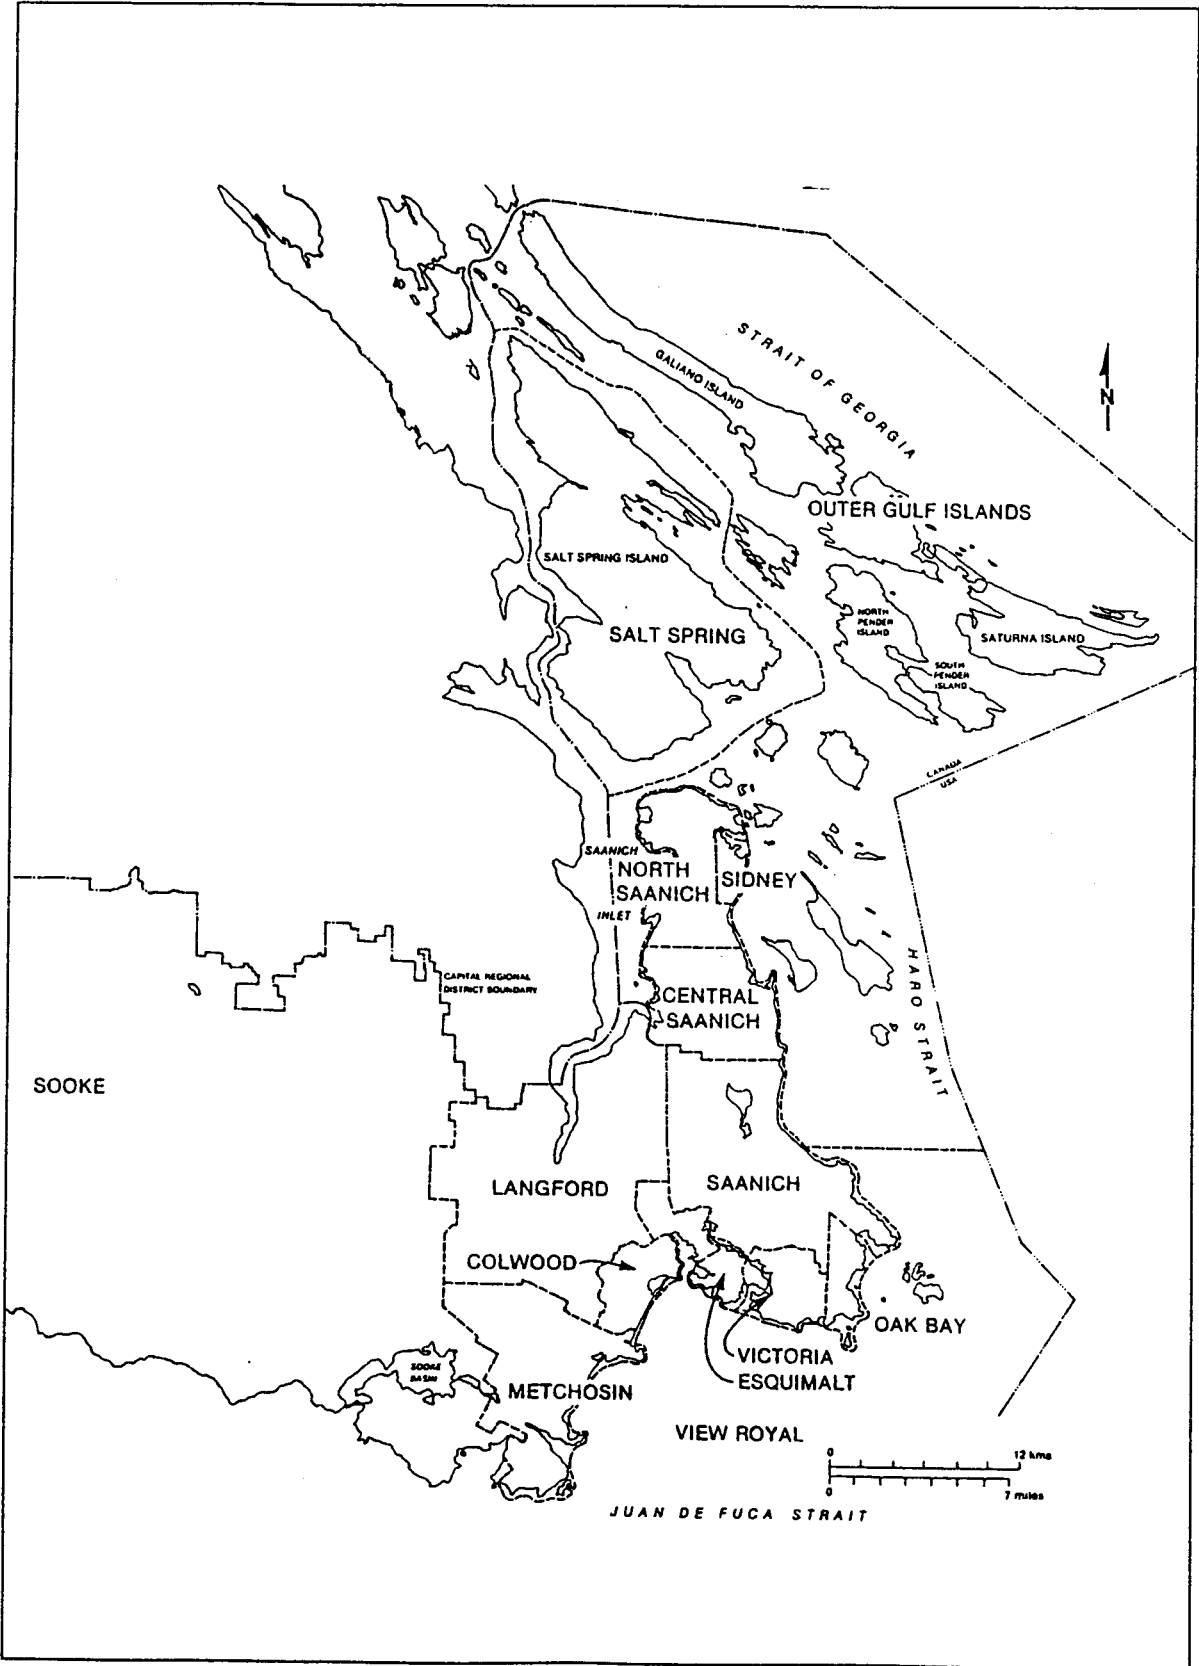 STRAIT OF GEORGIA
GALIANO ISLAND
N
OUTER GULF ISLANDS
SALT SPRING ISLAND
NORTH
PENDER
ISLAND
SALT SPRING
SATURNA ISLAND
SOUTH
PENDER
ISLAND
CANADA
USA
SAANICH
INLET
NORTH
SAANICH
SIDNEY
HARO STRAIT
CAPITAL REGIONAL
DISTRICT BOUNDARY
CENTRAL
SAANICH
SOOKE
LANGFORD
SAANICH
COLWOOD
OAK BAY
VICTORIA
ESQUIMALT
SOOKE
BASIN
METCHOSIN
VIEW ROYAL
0 12 kms
0 7 miles
JUAN DE FUCA STRAIT